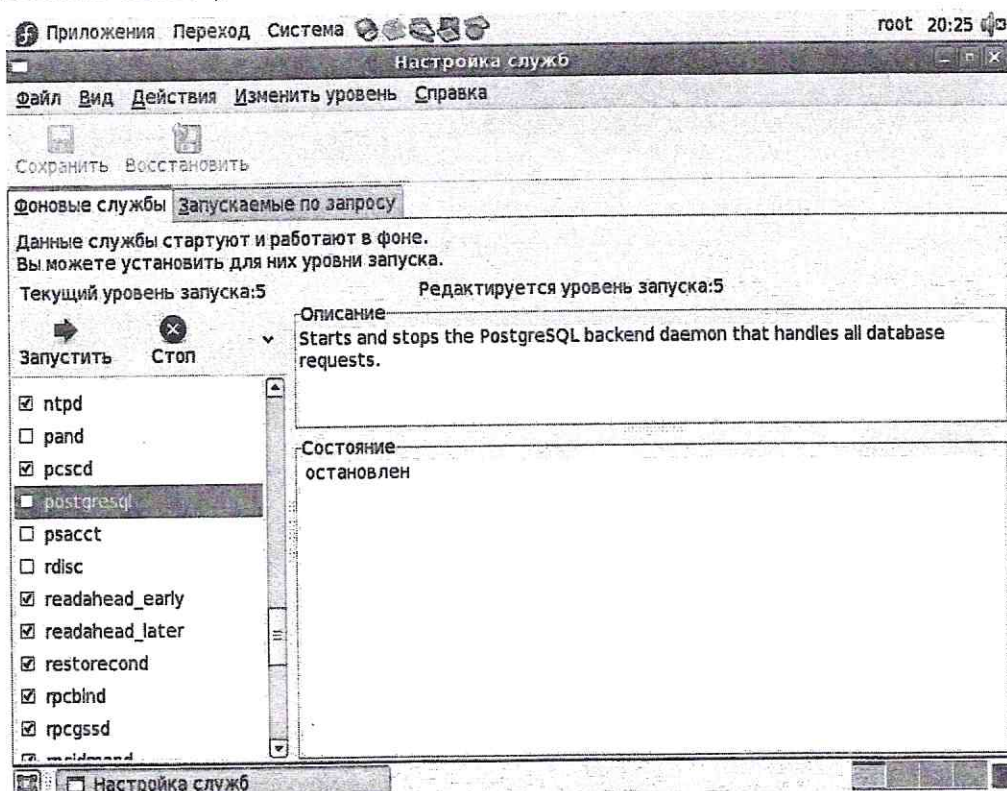 Приложения Переход Система root 20:25
Настройка служб
Файл Вид Действия Изменить уровень Справка
Сохранить Восстановить
Фоновые службы Запускаемые по запросу
Данные службы стартуют и работают в фоне.
Вы можете установить для них уровни запуска.
Текущий уровень запуска:5 Редактируется уровень запуска:5
Запустить Стоп
ntpd
pand
pcscd
postgresql
psacct
rdisc
readahead_early
readahead_later
restorecond
rpcbind
rpcgssd
Описание
Starts and stops the PostgreSQL backend daemon that handles all database
requests.
Состояние
остановлен
Настройка служб